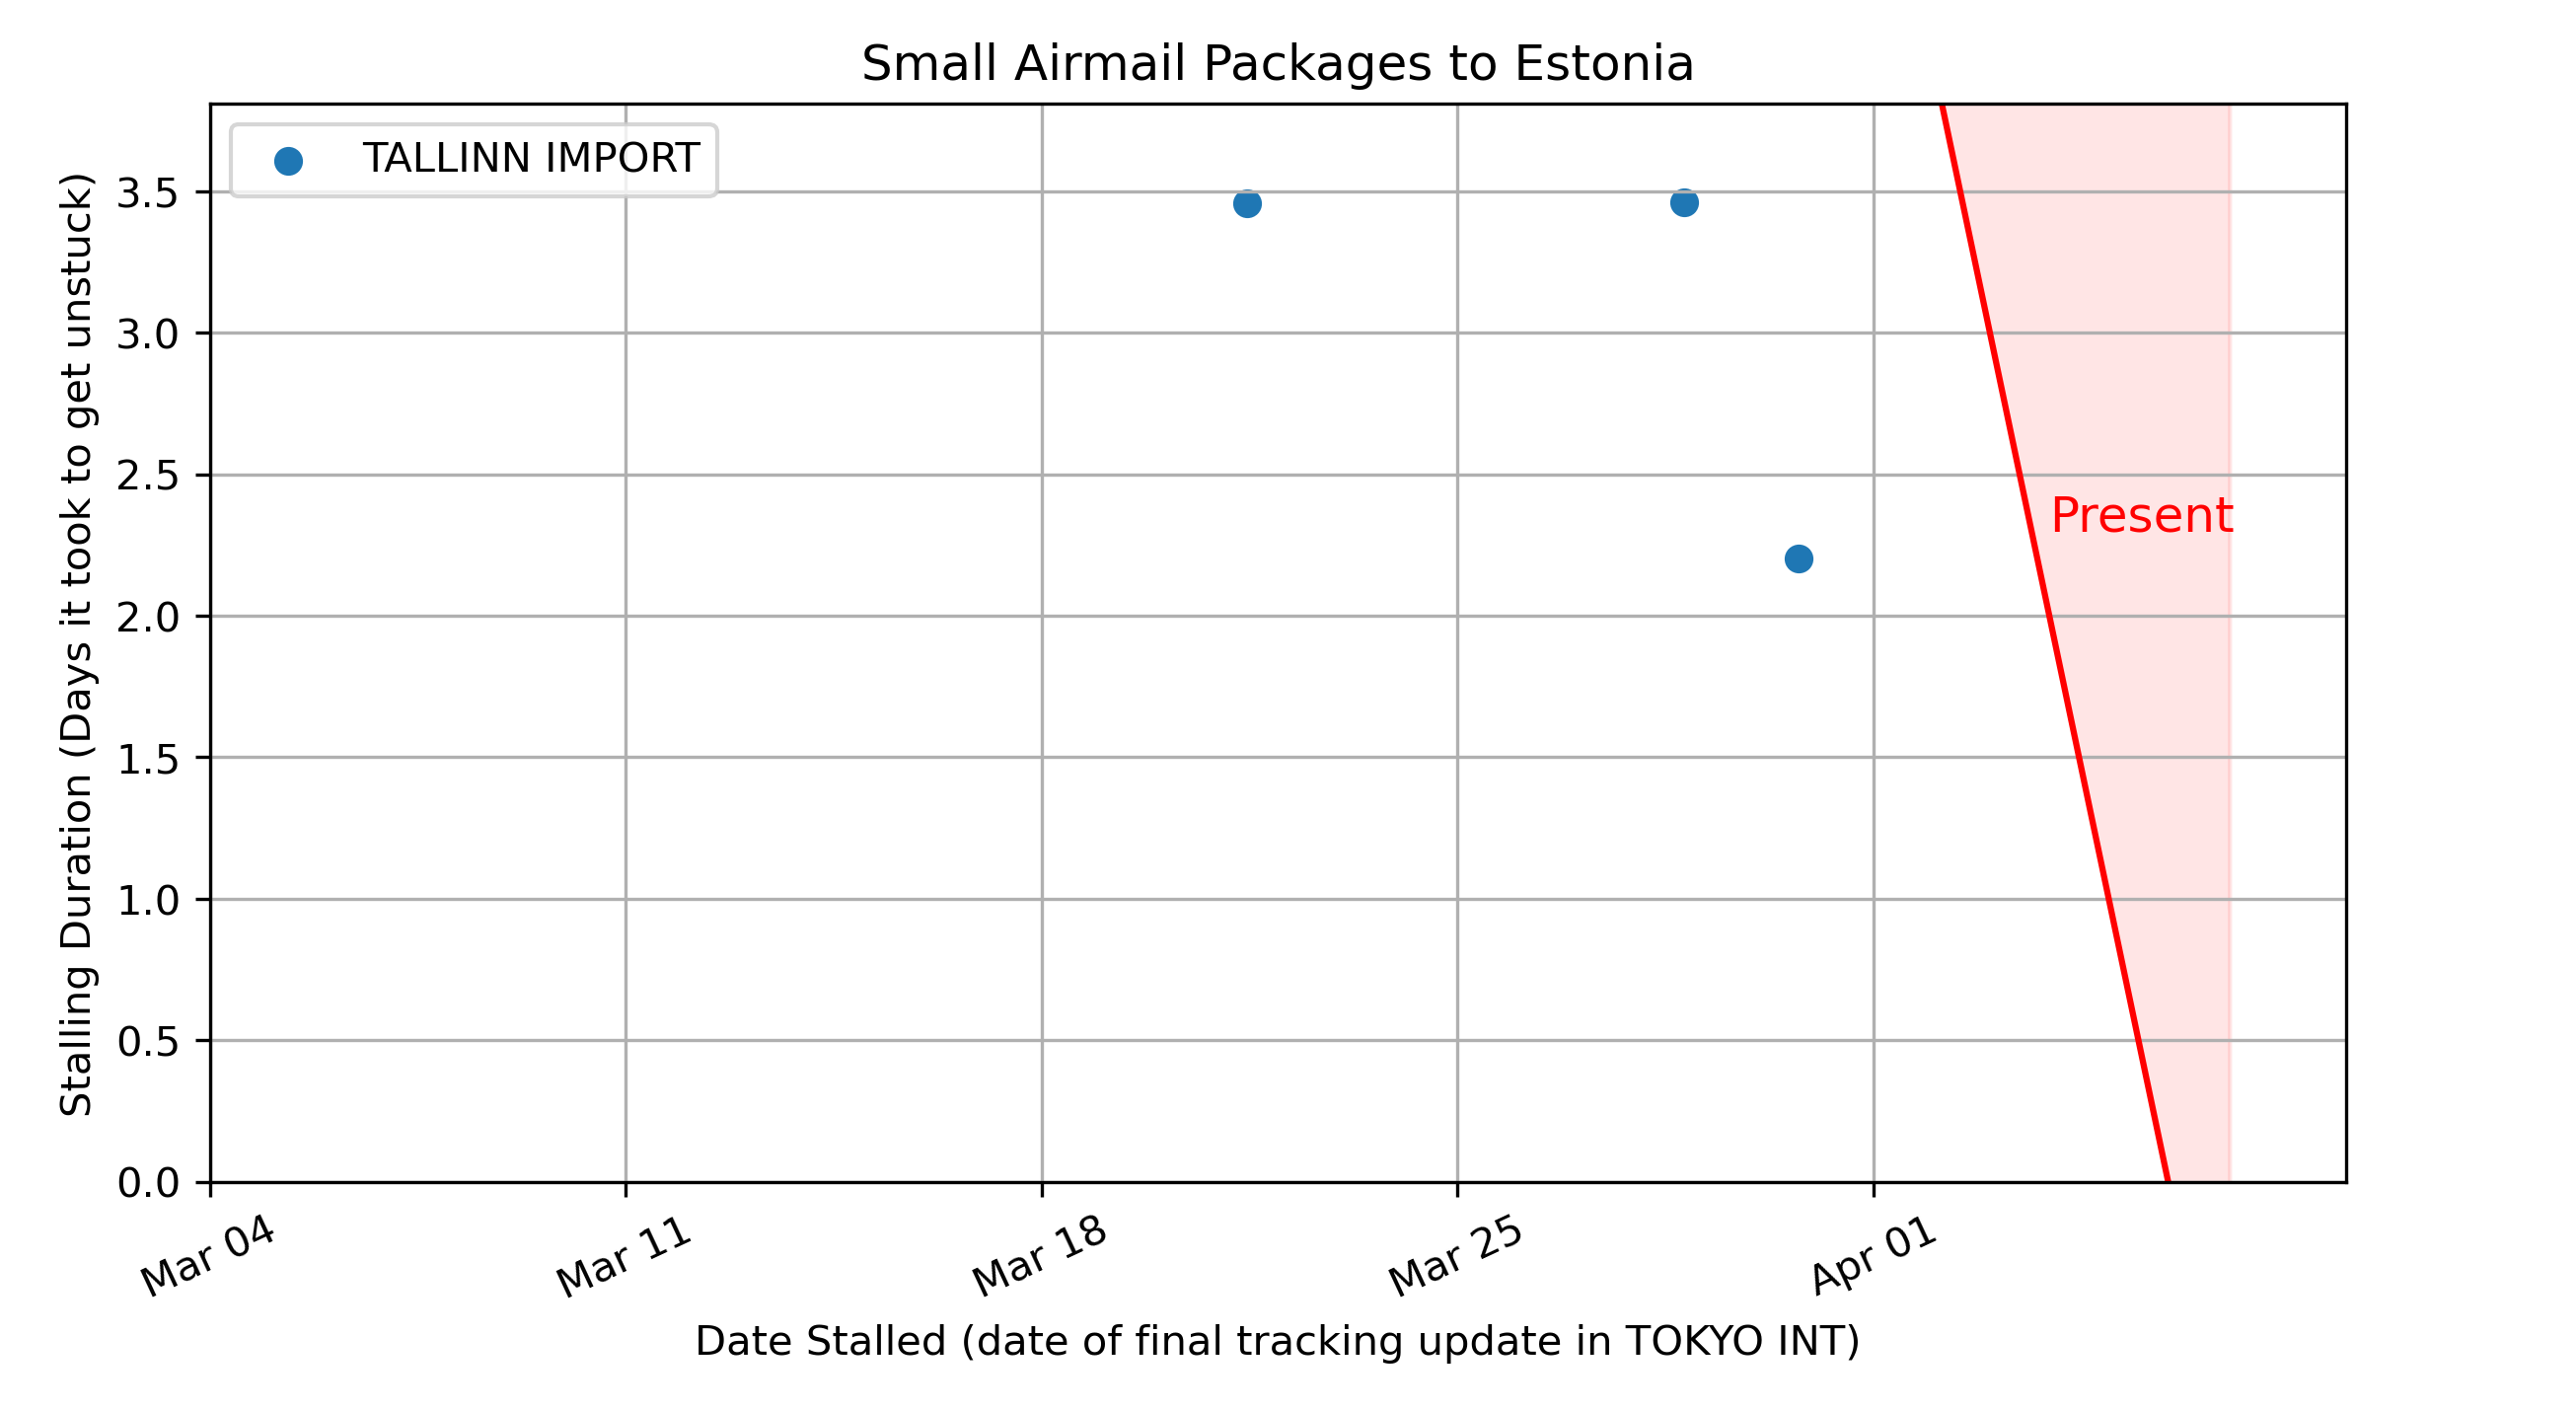 Small Airmail Packages to Estonia
TALLINN IMPORT
Stalling Duration (Days it took to get unstuck)
3.5
3.0
2.5
2.0
1.5
1.0
0.5
0.0
Present
Mar 04
Mar 11
Mar 18
Mar 25
Apr 01
Date Stalled (date of final tracking update in TOKYO INT)